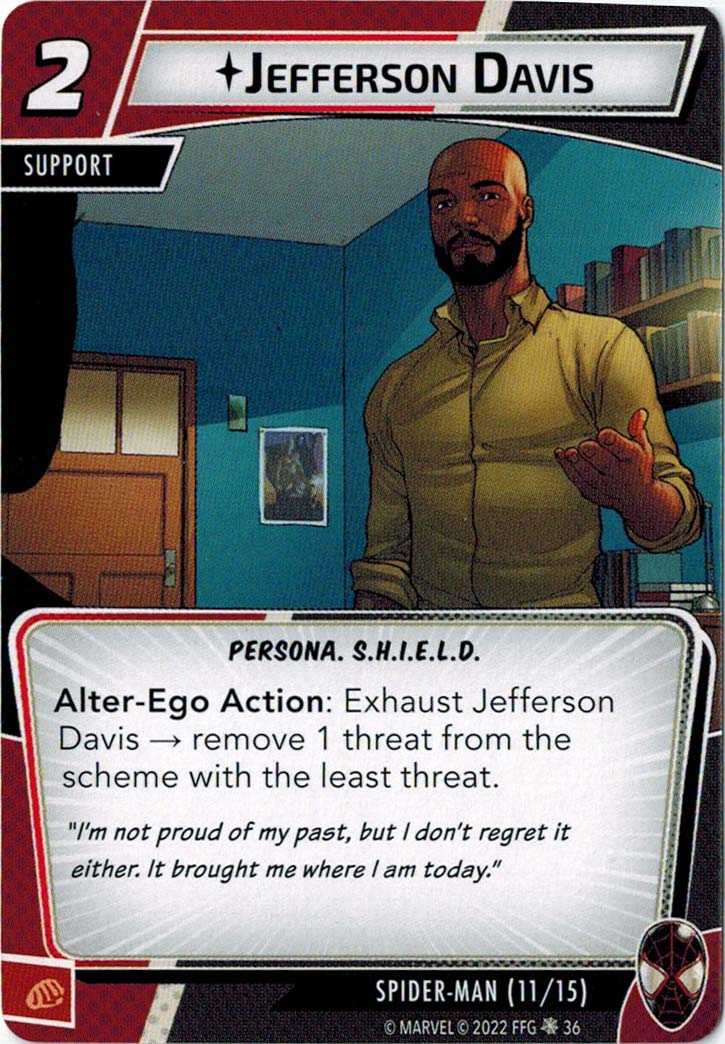 2
JEFFERSON DAVIS
SUPPORT
PERSONA. S.H.I.E.L.D.
Alter-Ego Action: Exhaust Jefferson
Davis → remove 1 threat from the
scheme with the least threat.
"I'm not proud of my past, but I don't regret it
either. It brought me where I am today."
SPIDER-MAN (11/15)
© MARVEL © 2022 FFG 36